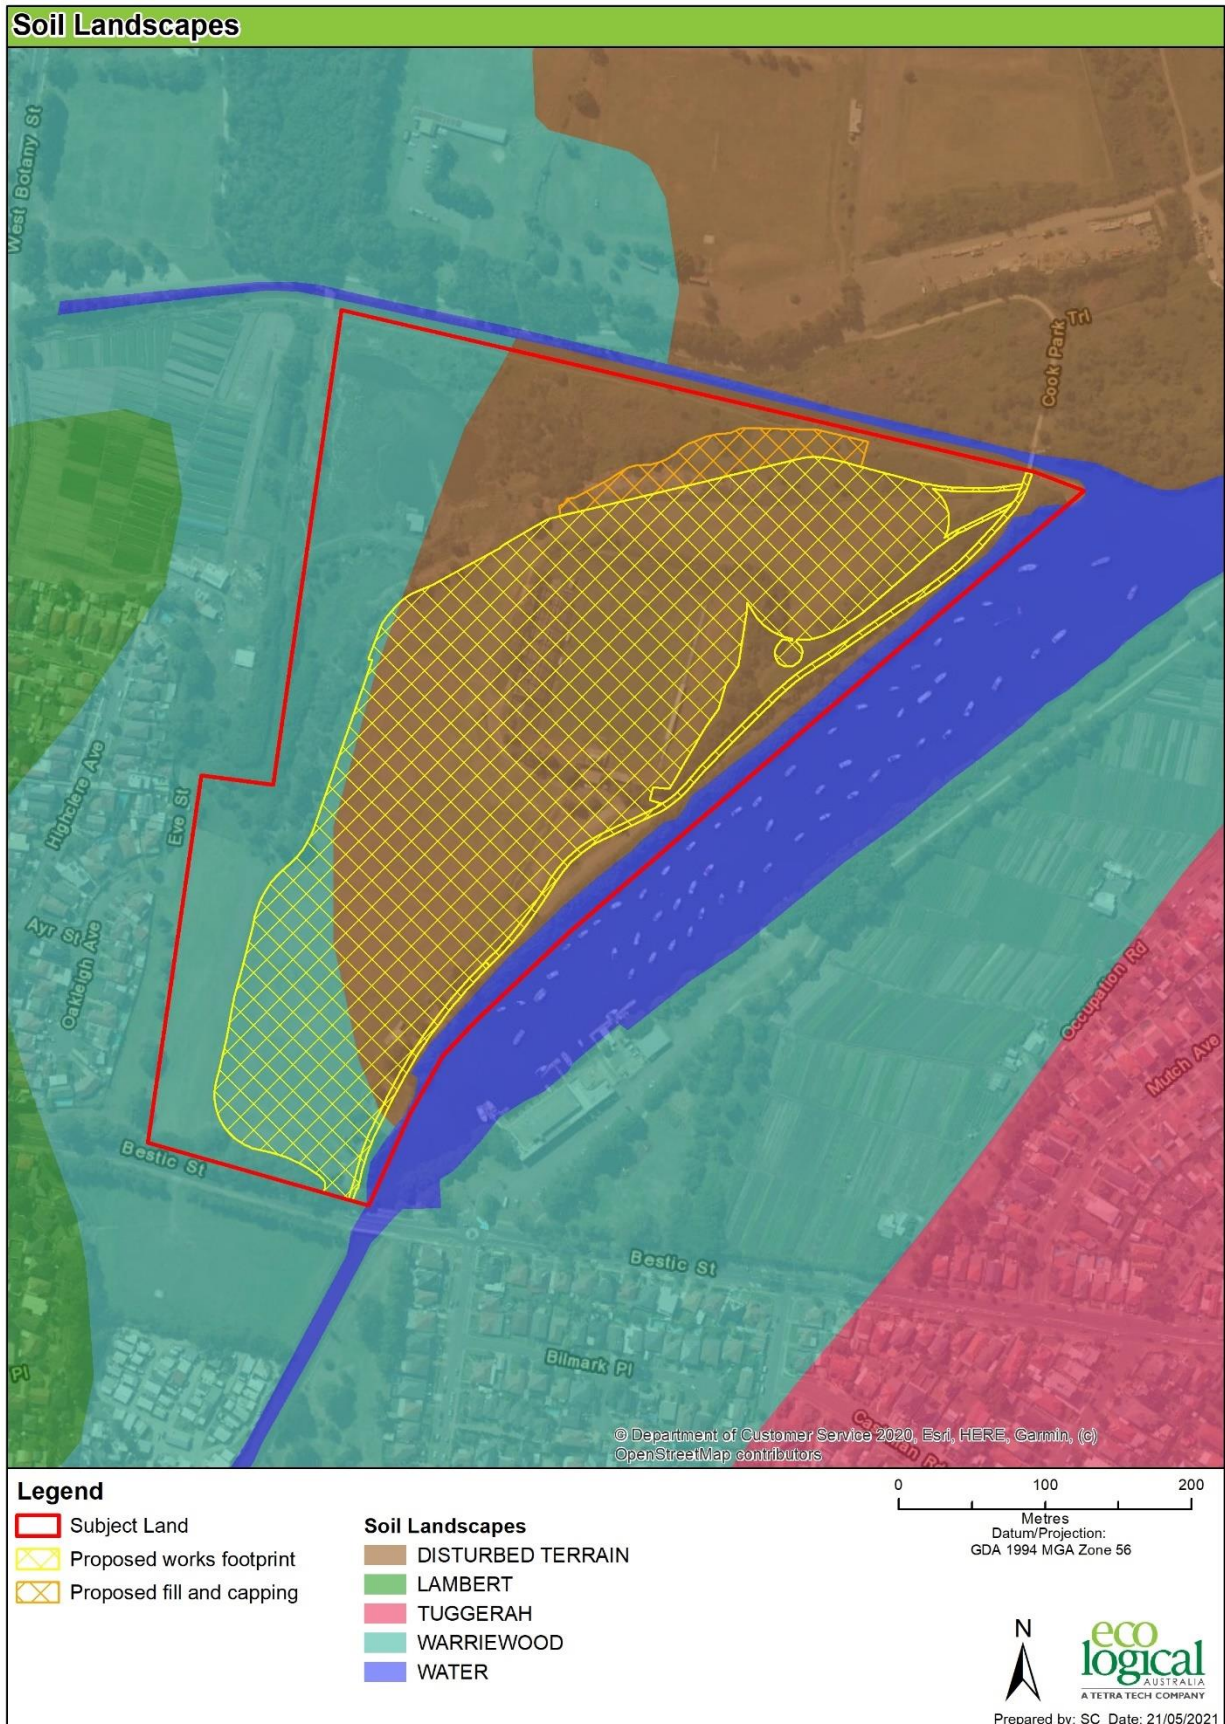 Soil Landscapes
West Botany St
Cook Park Trl
Highclere Ave
Eve St
Ayr St
Oakleigh Ave
Occupation Rd
Mutch Ave
Bestic St
Bestic St
Bilmark Pl
Pl
© Department of Customer Service 2020, Esri, HERE, Garmin, (c)
OpenStreetMap contributors
Legend
Subject Land
Proposed works footprint
Proposed fill and capping
Soil Landscapes
DISTURBED TERRAIN
LAMBERT
TUGGERAH
WARRIEWOOD
WATER
0 100 200
Metres
Datum/Projection:
GDA 1994 MGA Zone 56
N
eco
logical
AUSTRALIA
A TETRA TECH COMPANY
Prepared by: SC Date: 21/05/2021